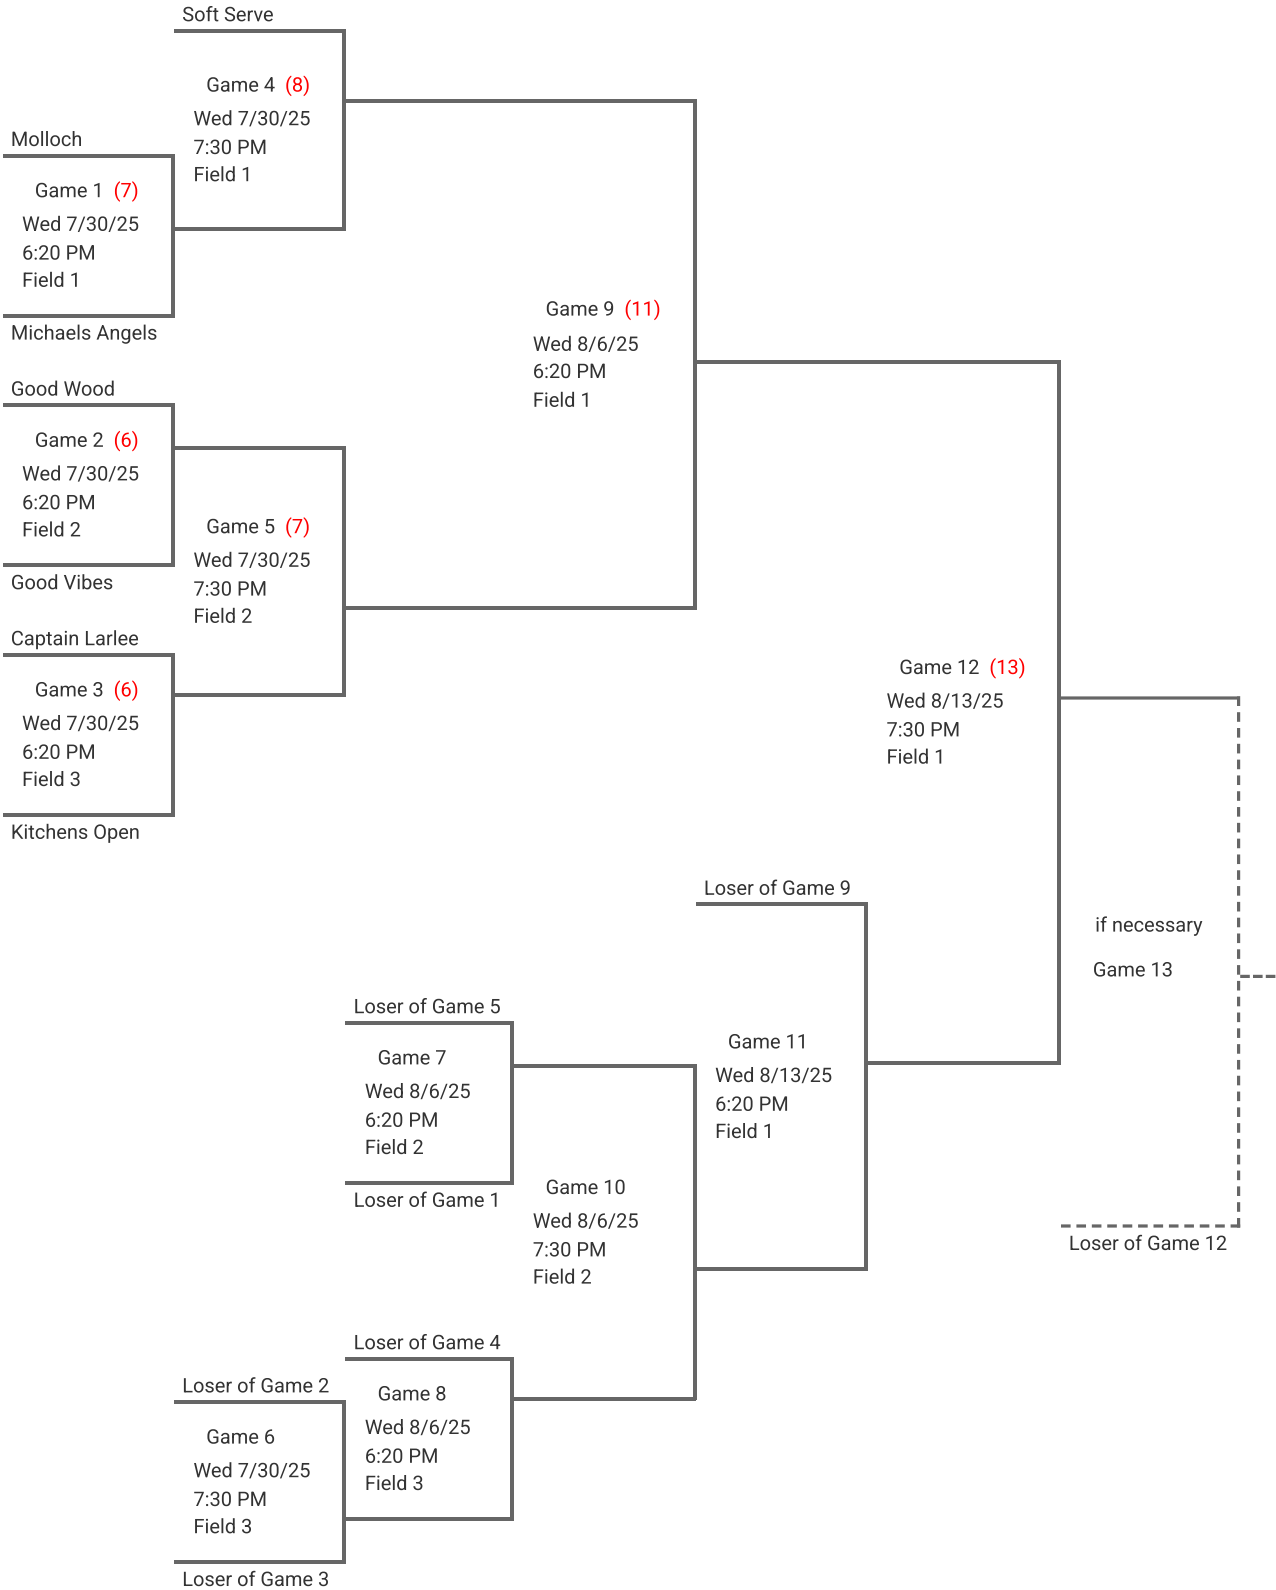 Soft Serve
Game 4 (8)
Wed 7/30/25
7:30 PM
Field 1
Molloch
Game 1 (7)
Wed 7/30/25
6:20 PM
Field 1
Michaels Angels
Game 9 (11)
Wed 8/6/25
6:20 PM
Field 1
Good Wood
Game 2 (6)
Wed 7/30/25
6:20 PM
Field 2
Good Vibes
Game 5 (7)
Wed 7/30/25
7:30 PM
Field 2
Captain Larlee
Game 3 (6)
Wed 7/30/25
6:20 PM
Field 3
Kitchens Open
Game 12 (13)
Wed 8/13/25
7:30 PM
Field 1
Loser of Game 9
if necessary
Game 13
Loser of Game 5
Game 7
Wed 8/6/25
6:20 PM
Field 2
Loser of Game 1
Game 11
Wed 8/13/25
6:20 PM
Field 1
Game 10
Wed 8/6/25
7:30 PM
Field 2
Loser of Game 12
Loser of Game 4
Game 8
Wed 8/6/25
6:20 PM
Field 3
Loser of Game 2
Game 6
Wed 7/30/25
7:30 PM
Field 3
Loser of Game 3